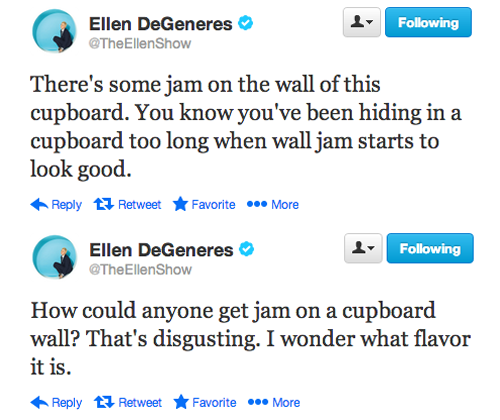 Ellen DeGeneres
@TheEllenShow
Following
There's some jam on the wall of this
cupboard. You know you've been hiding in a
cupboard too long when wall jam starts to
look good.
Reply Retweet Favorite More
Ellen DeGeneres
@TheEllenShow
Following
How could anyone get jam on a cupboard
wall? That's disgusting. I wonder what flavor
it is.
Reply Retweet Favorite More